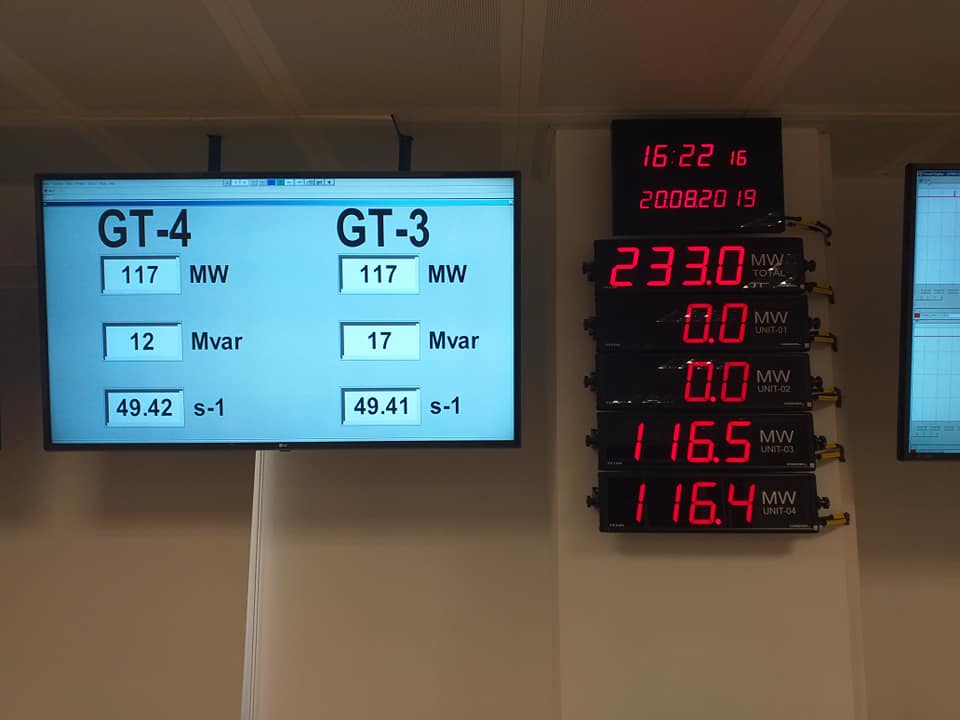 GT-4 GT-3
117 MW 117 MW
12 Mvar 17 Mvar
49.42 s-1 49.41 s-1
LG
16:22 16
20.08.2019
233.0 MW TOTAL
0.0 MW UNIT-01
0.0 MW UNIT-02
116.5 MW UNIT-03
116.4 MW UNIT-04